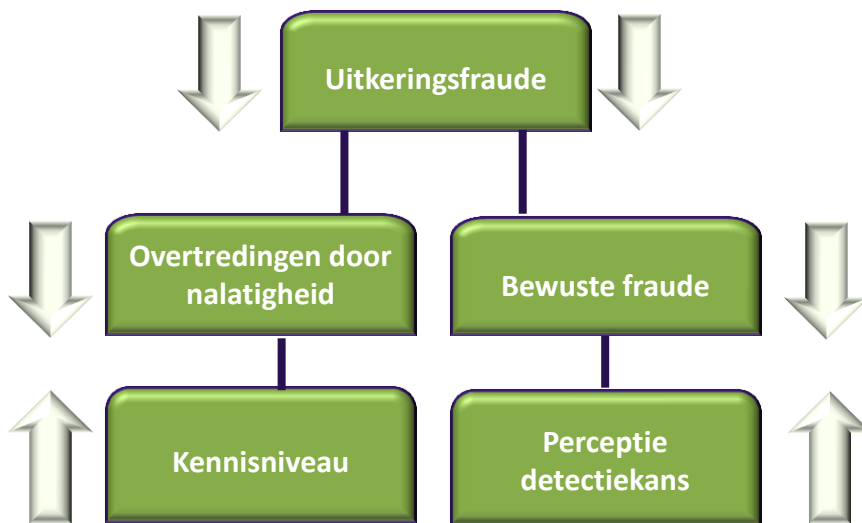 Uitkeringsfraude
Overtredingen door
nalatigheid
Bewuste fraude
Kennisniveau
Perceptie
detectiekans